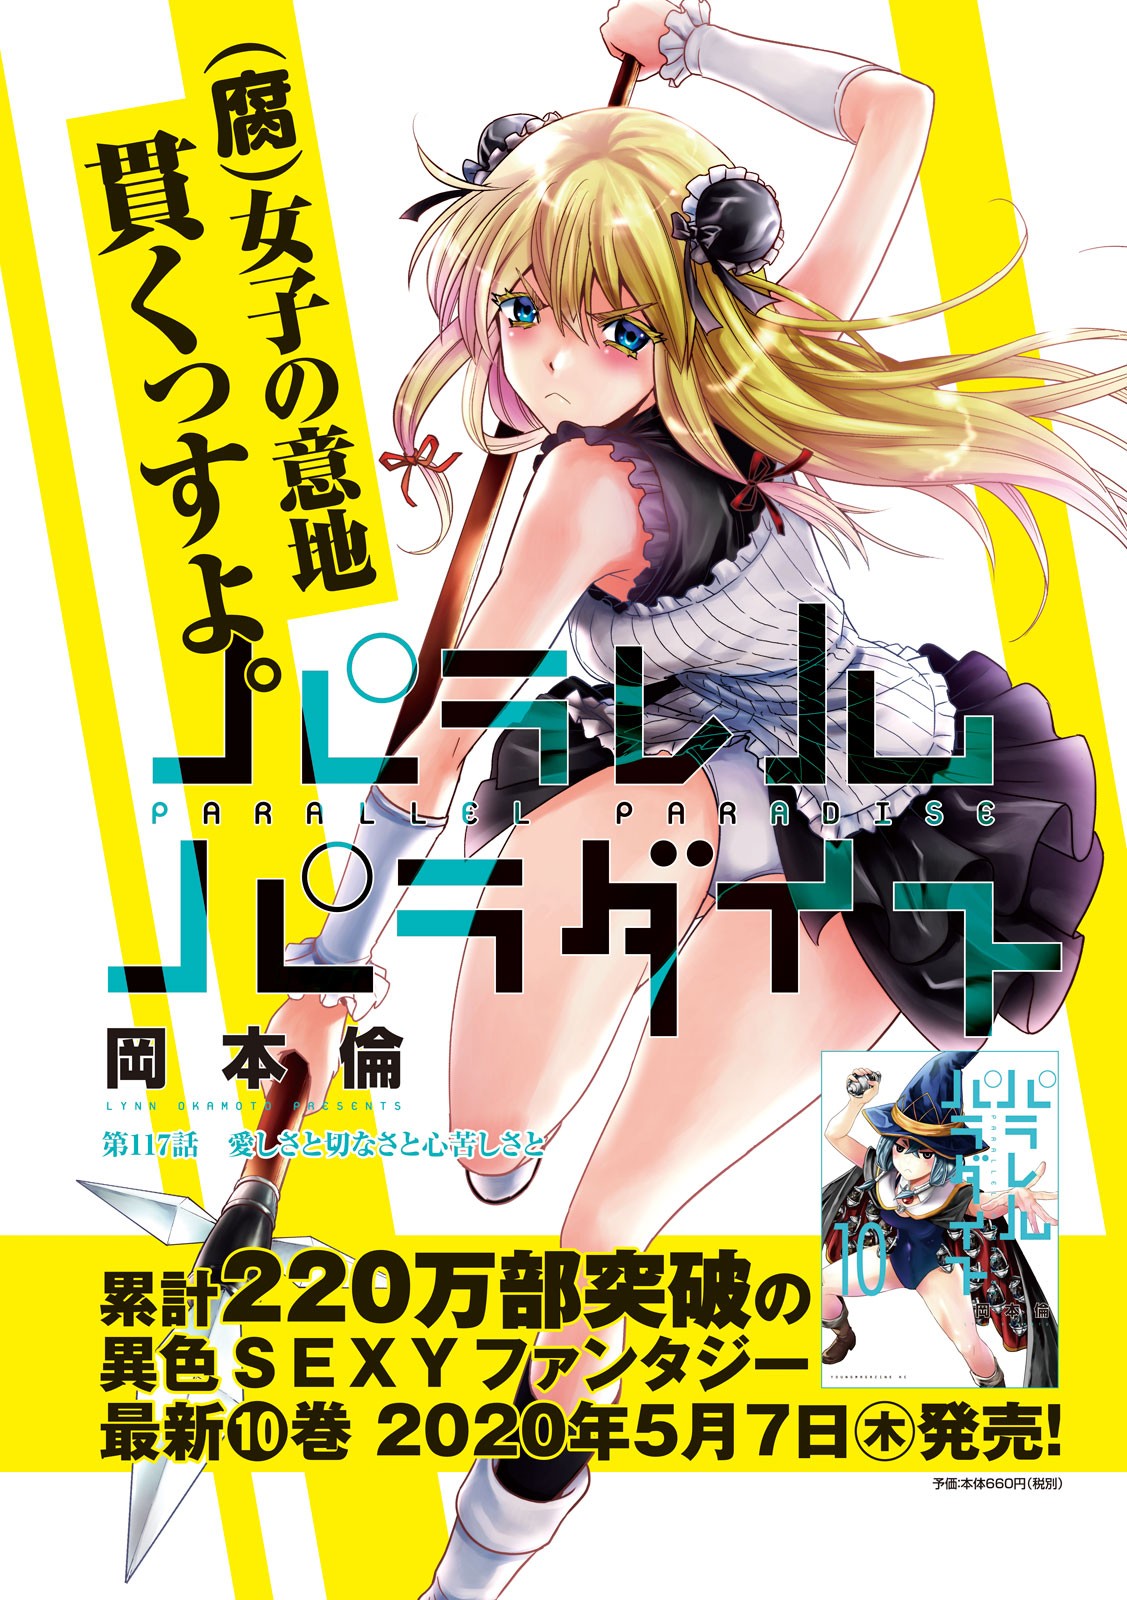 (腐)女子の意地
貫くっすよ
パラレル
PARALLEL PARADISE
パラダイス
岡本倫
LYNN OKAMOTO PRESENTS
第117話 愛しさと切なさと心苦しさと
パラレル
PARALLE
パラダイス
10
岡本倫
YOUNGMAGAZINE KC
累計220万部突破の
異色SEXYファンタジー
最新⑩巻 2020年5月7日㊍発売!
予価:本体660円(税別)